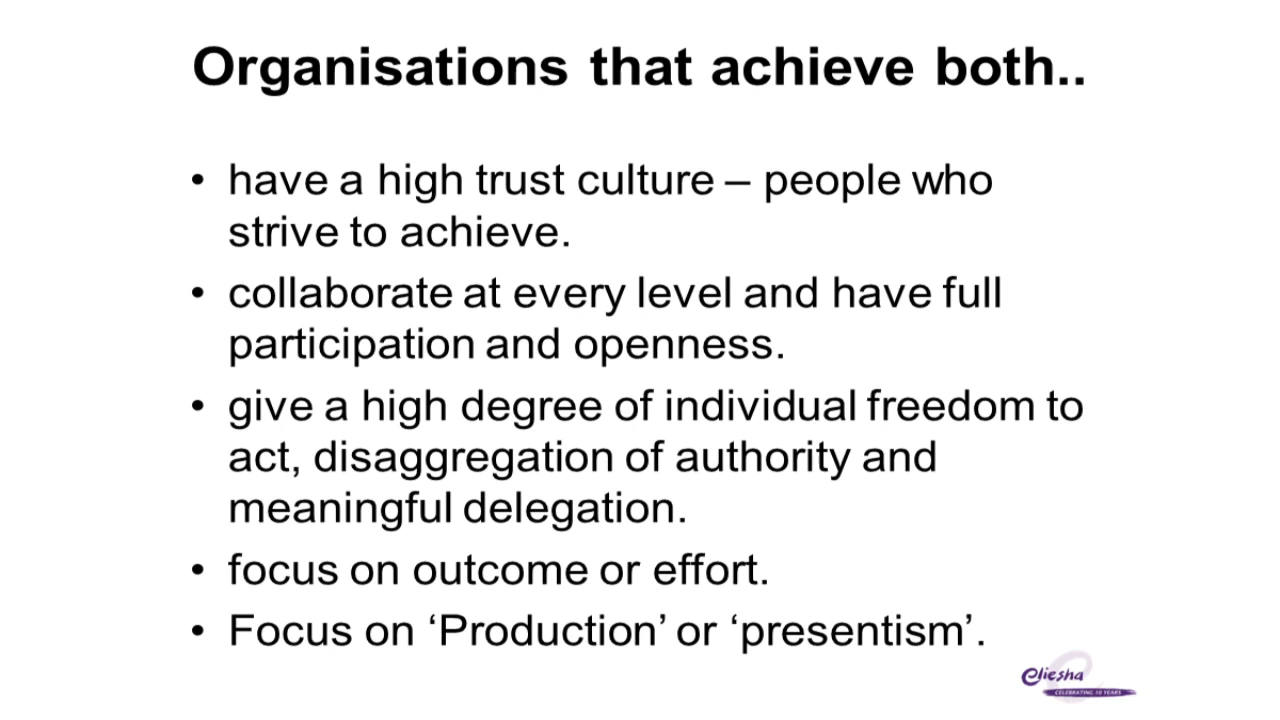 Organisations that achieve both..
• have a high trust culture – people who
strive to achieve.
• collaborate at every level and have full
participation and openness.
• give a high degree of individual freedom to
act, disaggregation of authority and
meaningful delegation.
• focus on outcome or effort.
• Focus on ‘Production’ or ‘presentism’.
eliesha
CELEBRATING 10 YEARS